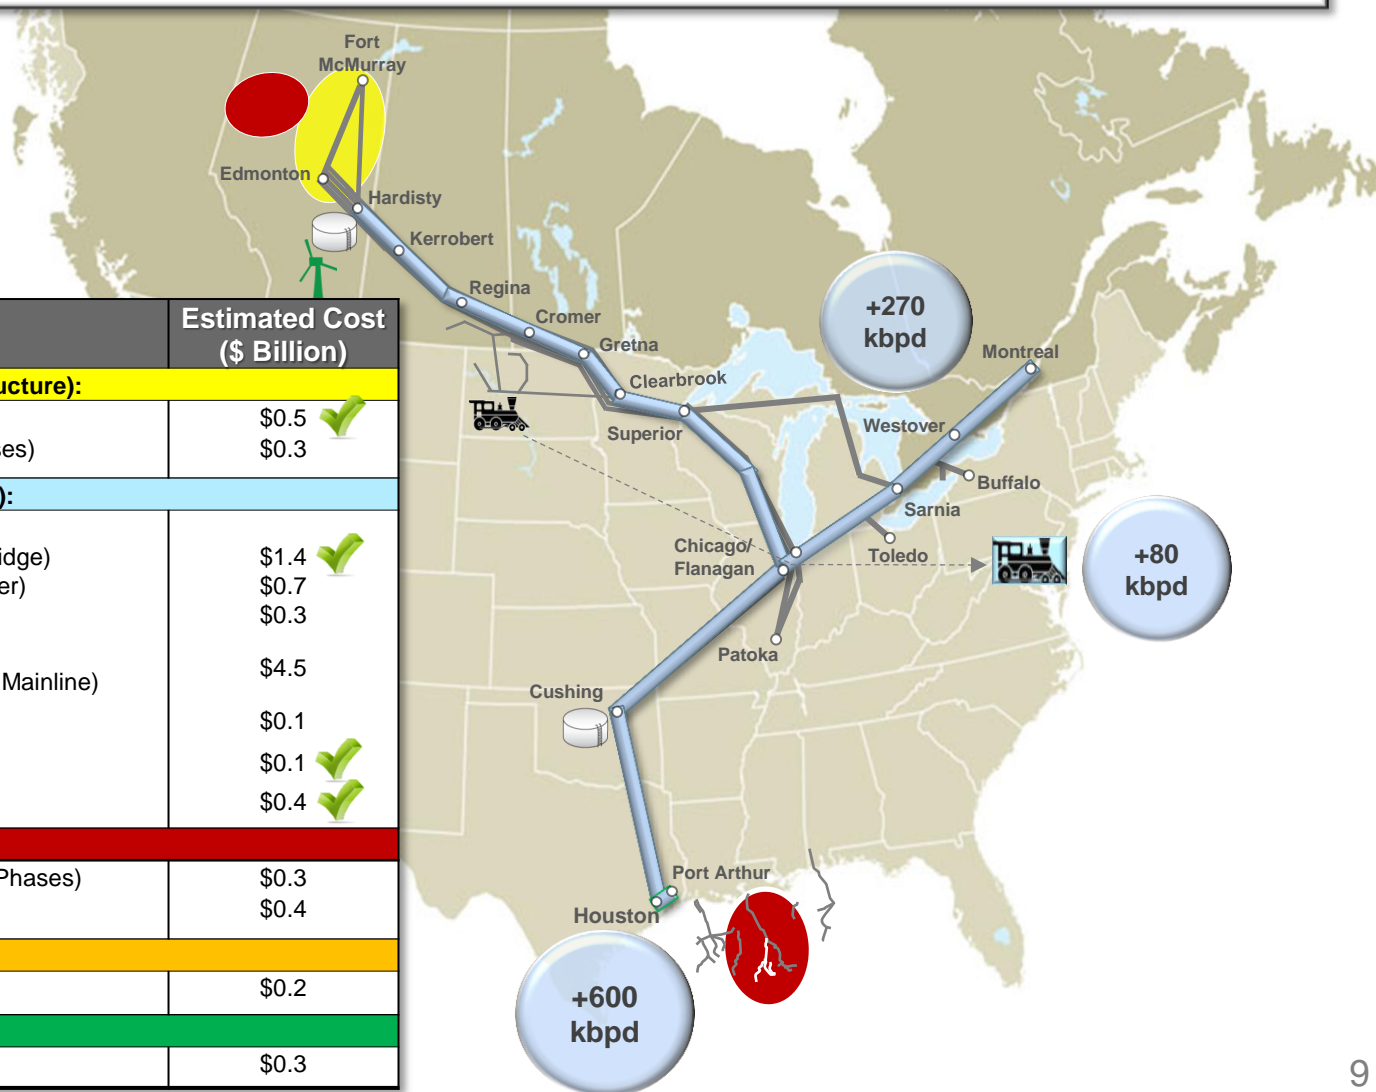 Fort
McMurray
Edmonton
Hardisty
Kerrobert
Regina
Cromer
Gretna
Clearbrook
Superior
+270
kbpd
Montreal
Westover
Buffalo
Sarnia
Toledo
Chicago/
Flanagan
+80
kbpd
Patoka
Cushing
Port Arthur
Houston
+600
kbpd
Estimated Cost
($ Billion)
ucture):
$0.5
ses) $0.3
):
idge) $1.4
er) $0.7
$0.3
$4.5
Mainline)
$0.1
$0.1
$0.4
Phases) $0.3
$0.4
$0.2
$0.3
9